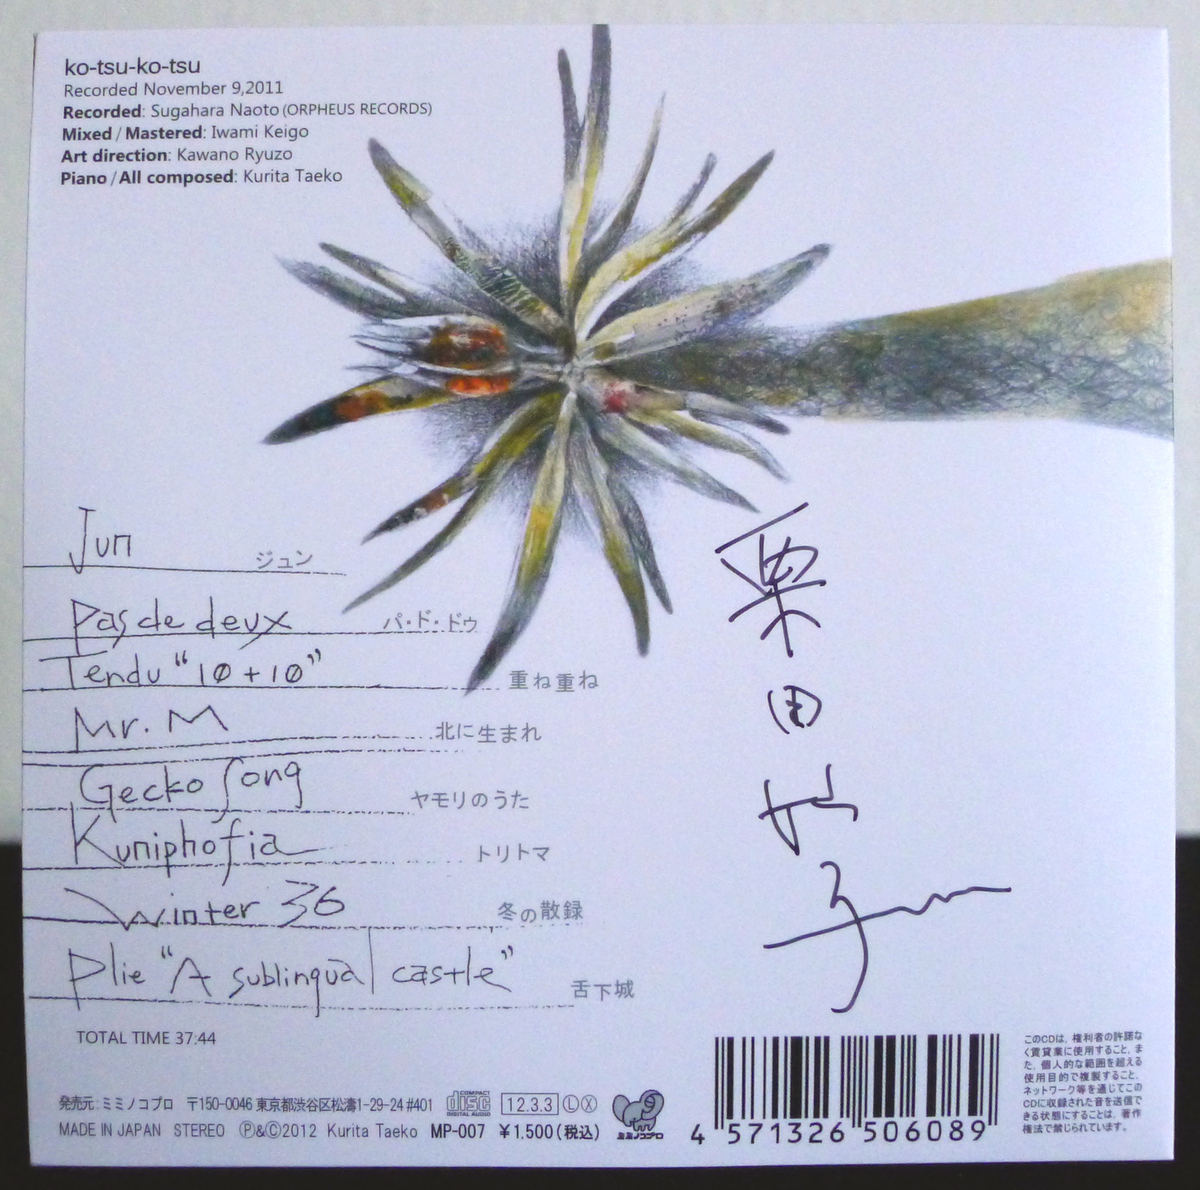 ko-tsu-ko-tsu
Recorded November 9,2011
Recorded: Sugahara Naoto (ORPHEUS RECORDS)
Mixed / Mastered: Iwami Keigo
Art direction: Kawano Ryuzo
Piano / All composed: Kurita Taeko
Jun ジュン
Pas de deux パ・ド・ドゥ
Tendu "10+10" 重ね重ね
Mr. M 北に生まれ
Gecko Song ヤモリのうた
Kuniphofia トリトマ
Winter 36 冬の散録
Plie "A sublingual castle" 舌下城
栗田妙子
TOTAL TIME 37:44
発売元: ミミノコプロ 〒150-0046 東京都渋谷区松濤1-29-24 #401 COMPACT disc DIGITAL AUDIO 12.3.3 Ⓛ Ⓧ
MADE IN JAPAN STEREO Ⓟ&Ⓒ2012 Kurita Taeko MP-007 ¥1,500(税込)
ミミノコプロ
4 571326 506089
このCDは、権利者の許諾な
く賃貸業に使用すること、ま
た、個人的な範囲を超える
使用目的で複製すること、
ネットワーク等を通じてこの
CDに収録された音を送信で
きる状態にすることは、著作
権法で禁じられています。